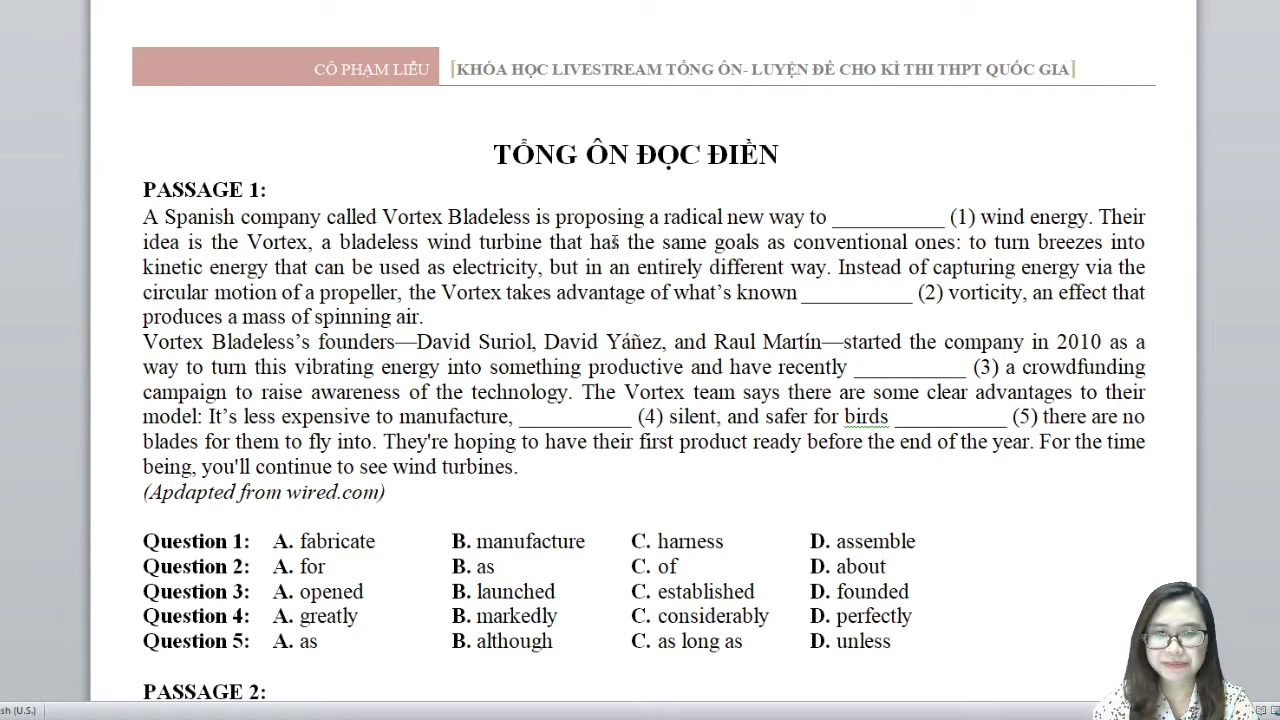 CÔ PHẠM LIỄU [KHÓA HỌC LIVESTREAM TỔNG ÔN- LUYỆN ĐỀ CHO KÌ THI THPT QUỐC GIA]
TỔNG ÔN ĐỌC ĐIỀN
PASSAGE 1:
A Spanish company called Vortex Bladeless is proposing a radical new way to __________ (1) wind energy. Their
idea is the Vortex, a bladeless wind turbine that has the same goals as conventional ones: to turn breezes into
kinetic energy that can be used as electricity, but in an entirely different way. Instead of capturing energy via the
circular motion of a propeller, the Vortex takes advantage of what’s known __________ (2) vorticity, an effect that
produces a mass of spinning air.
Vortex Bladeless’s founders—David Suriol, David Yáñez, and Raul Martín—started the company in 2010 as a
way to turn this vibrating energy into something productive and have recently __________ (3) a crowdfunding
campaign to raise awareness of the technology. The Vortex team says there are some clear advantages to their
model: It’s less expensive to manufacture, __________ (4) silent, and safer for birds __________ (5) there are no
blades for them to fly into. They're hoping to have their first product ready before the end of the year. For the time
being, you'll continue to see wind turbines.
(Apdapted from wired.com)
Question 1: A. fabricate B. manufacture C. harness D. assemble
Question 2: A. for B. as C. of D. about
Question 3: A. opened B. launched C. established D. founded
Question 4: A. greatly B. markedly C. considerably D. perfectly
Question 5: A. as B. although C. as long as D. unless
PASSAGE 2:
sh (U.S.)